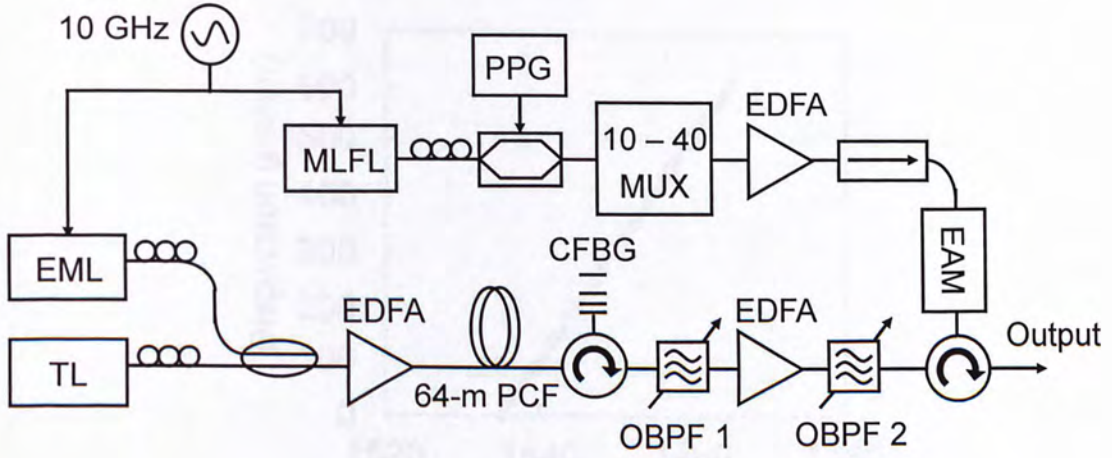 10 GHz
PPG
EDFA
MLFL
10 – 40
MUX
EML
CFBG
EAM
EDFA
EDFA
Output
TL
64-m PCF
OBPF 1
OBPF 2